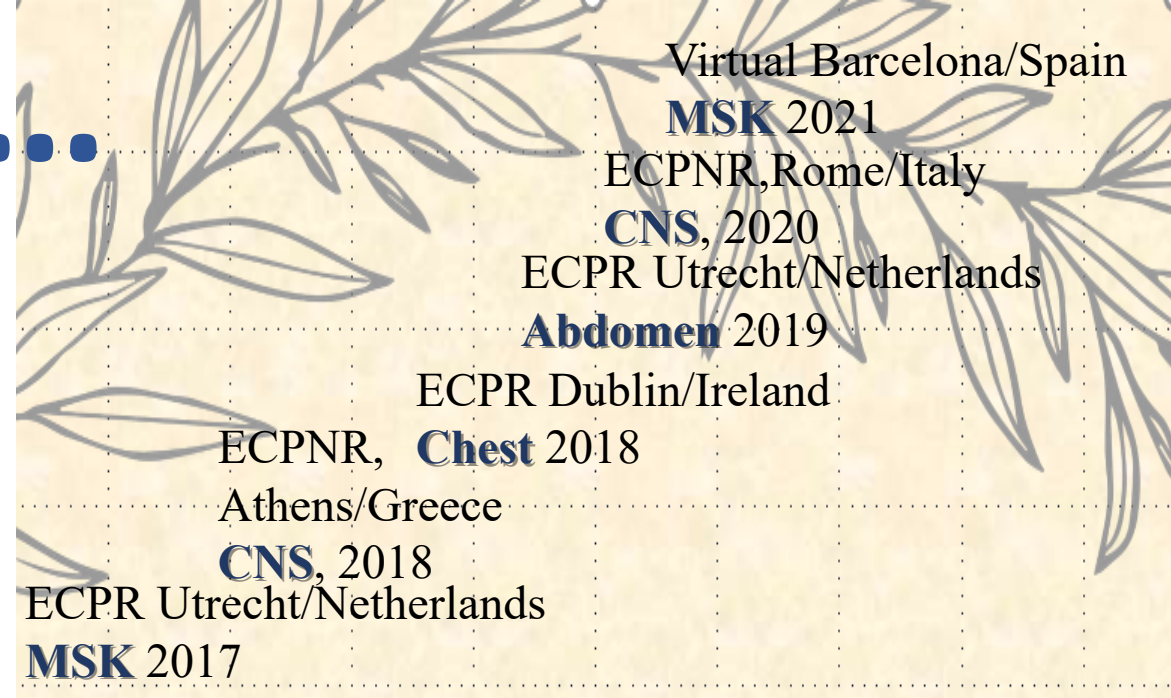 Virtual Barcelona/Spain
MSK 2021
ECPNR,Rome/Italy
CNS, 2020
ECPR Utrecht/Netherlands
Abdomen 2019
ECPR Dublin/Ireland
Chest 2018
ECPNR,
Athens/Greece
CNS, 2018
ECPR Utrecht/Netherlands
MSK 2017